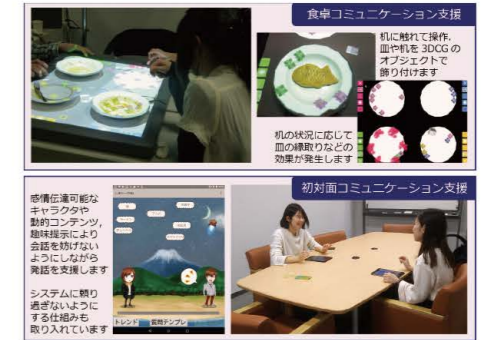 食卓コミュニケーション支援
机に触れて操作,
皿や机を 3DCG の
オブジェクトで
飾り付けます
机の状況に応じて
皿の縁取りなどの
効果が発生します
初対面コミュニケーション支援
感情伝達可能な
キャラクタや
動的コンテンツ,
趣味提示により
会話を妨げない
ようにしながら
発話を支援します
システムに頼り
過ぎないように
する仕組みも
取り入れています
トレンド 質問テンプレ